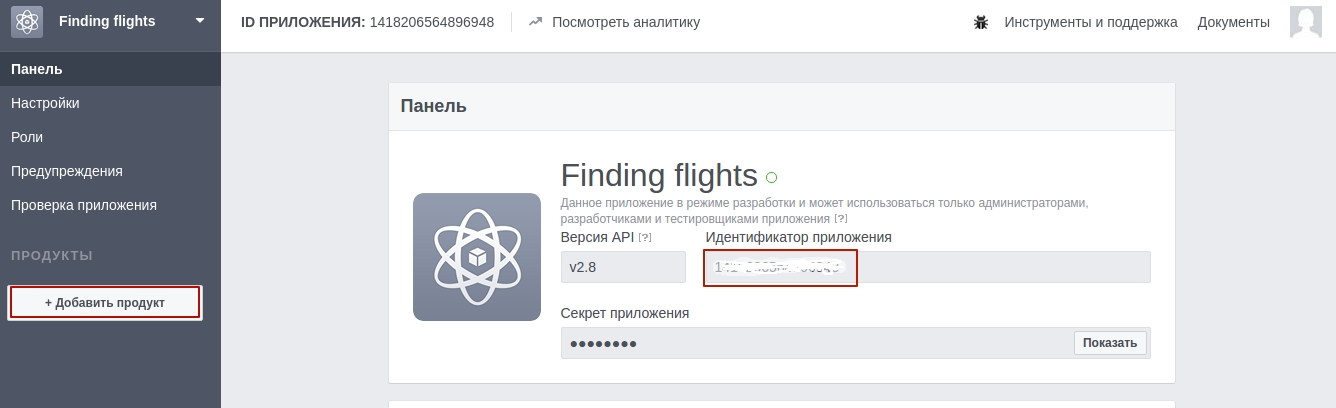 Finding flights
ID ПРИЛОЖЕНИЯ: 1418206564896948
Посмотреть аналитику
Инструменты и поддержка
Документы
Панель
Настройки
Роли
Предупреждения
Проверка приложения
ПРОДУКТЫ
+ Добавить продукт
Панель
Finding flights
Данное приложение в режиме разработки и может использоваться только администраторами,
разработчиками и тестировщиками приложения [?]
Версия API [?]
Идентификатор приложения
v2.8
Секрет приложения
●●●●●●●●
Показать